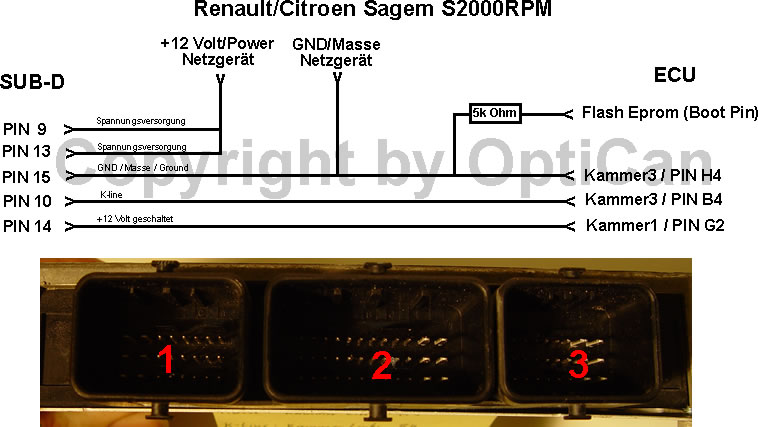 Renault/Citroen Sagem S2000RPM
+12 Volt/Power
Netzgerät
GND/Masse
Netzgerät
SUB-D
ECU
5k Ohm
Flash Eprom (Boot Pin)
PIN 9
Spannungsversorgung
PIN 13
Spannungsversorgung
Copyright by OptiCan
PIN 15
GND / Masse / Ground
Kammer3 / PIN H4
PIN 10
K-line
Kammer3 / PIN B4
PIN 14
+12 Volt geschaltet
Kammer1 / PIN G2
1
2
3